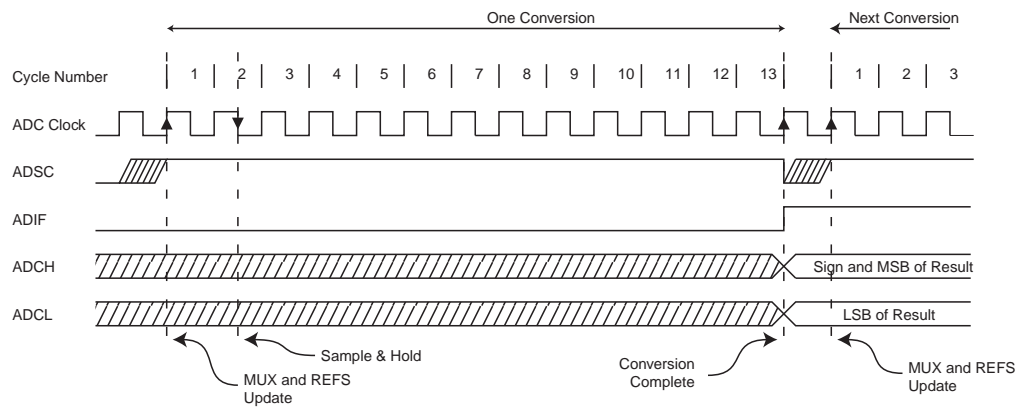 One Conversion
Next Conversion
Cycle Number 1 2 3 4 5 6 7 8 9 10 11 12 13 1 2 3
ADC Clock
ADSC
ADIF
ADCH
Sign and MSB of Result
ADCL
LSB of Result
MUX and REFS
Update
Sample & Hold
Conversion
Complete
MUX and REFS
Update